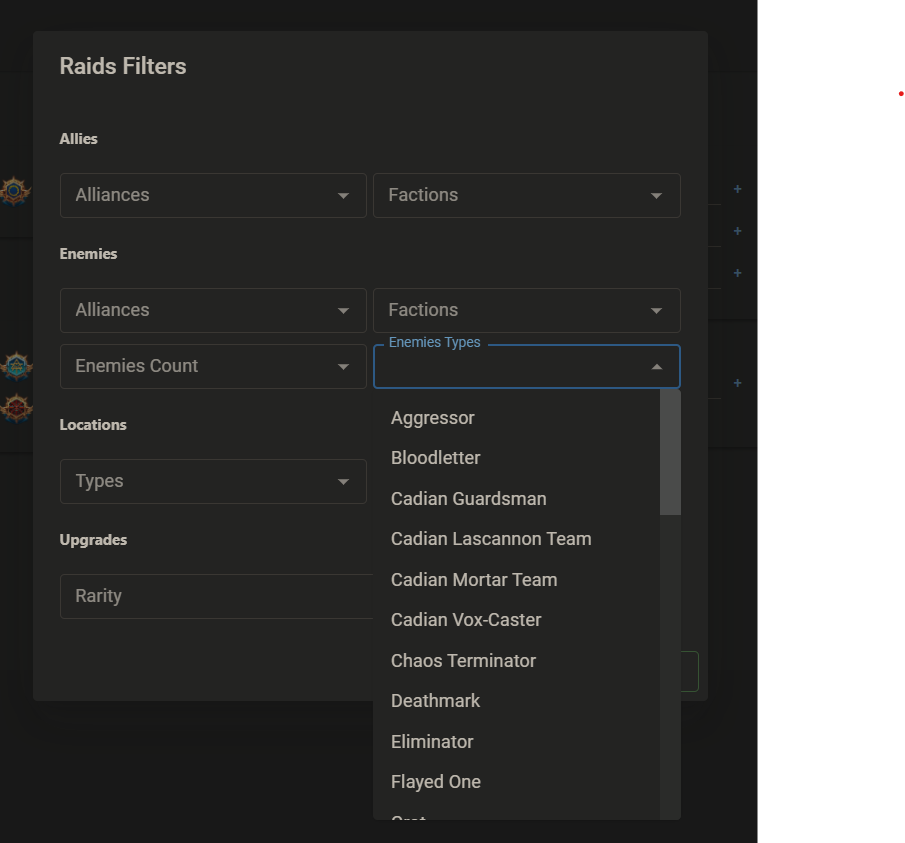 Raids Filters
Allies
Alliances
Factions
+
+
+
Enemies
Alliances
Factions
Enemies Count
Enemies Types
+
Locations
Types
Upgrades
Rarity
Aggressor
Bloodletter
Cadian Guardsman
Cadian Lascannon Team
Cadian Mortar Team
Cadian Vox-Caster
Chaos Terminator
Deathmark
Eliminator
Flayed One